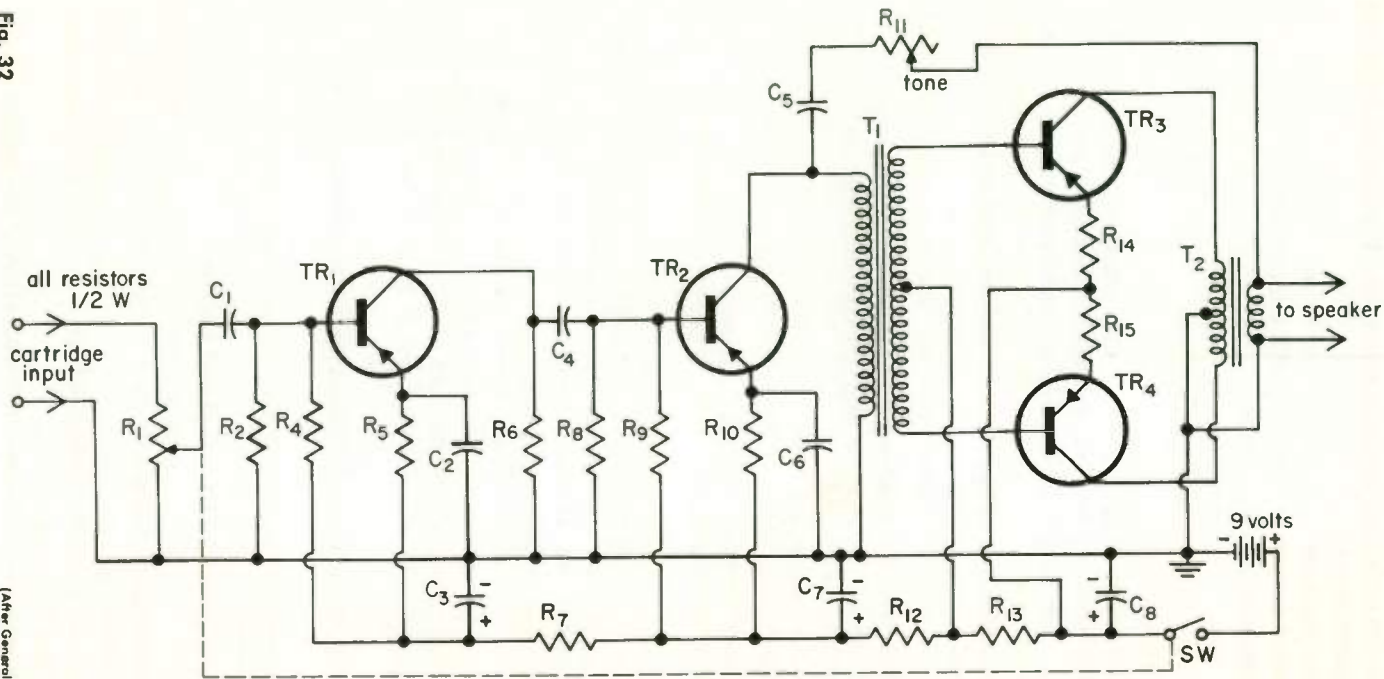 Fig. 32
R11
tone
C5
T1
TR3
R14
T2
to speaker
R15
TR4
all resistors
1/2 W
cartridge
input
C1
TR1
C4
TR2
R1
R2
R4
R5
C2
R6
R8
R9
R10
C6
9 volts
- +
C3
-
+
R7
C7
-
+
R12
R13
-
+
C8
SW
(After General